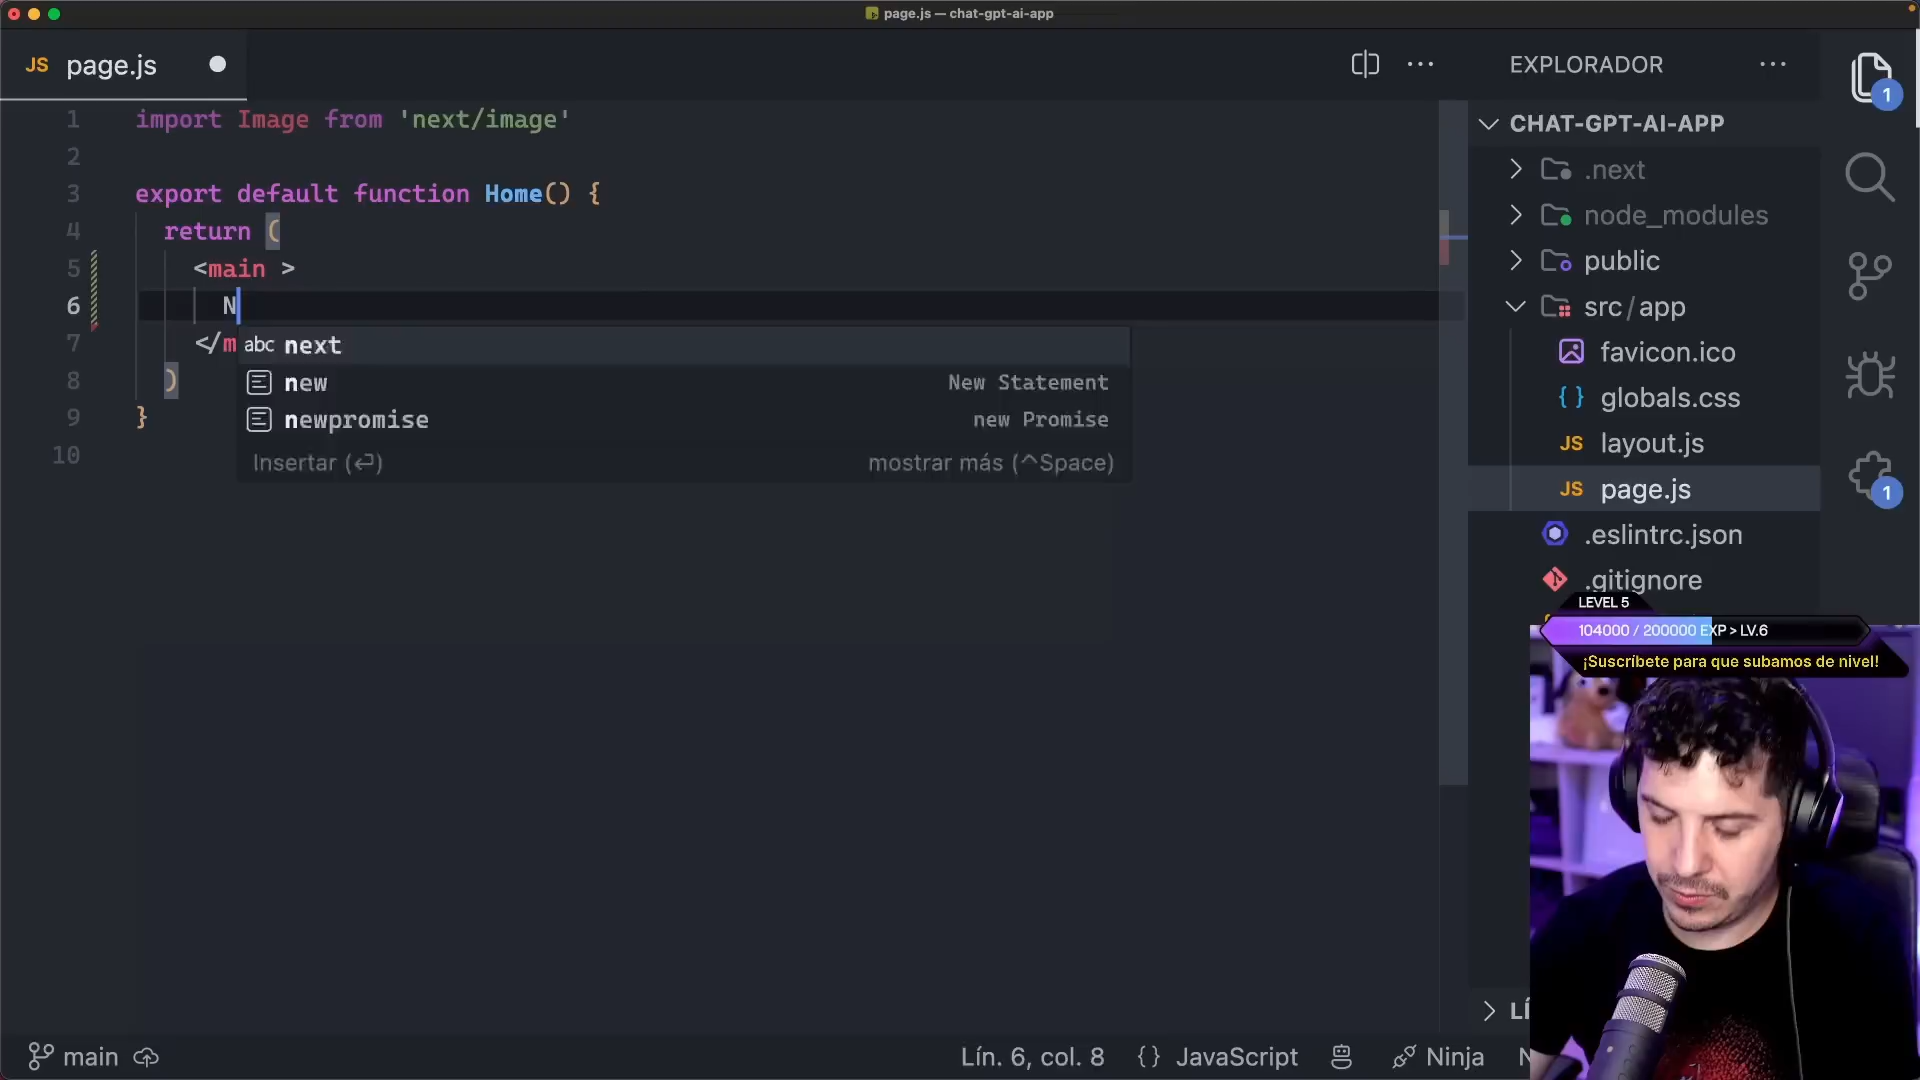 page.js — chat-gpt-ai-app
JS page.js
EXPLORADOR
1
1 import Image from 'next/image'
2
3 export default function Home() {
4 return (
5 <main >
6 N
7 </m
8 )
9 }
10
abc next
new New Statement
newpromise new Promise
Insertar (⏎) mostrar más (^Space)
CHAT-GPT-AI-APP
.next
node_modules
public
src/app
favicon.ico
{ } globals.css
JS layout.js
JS page.js
.eslintrc.json
.gitignore
1
LEVEL 5
104000 / 200000 EXP > LV.6
¡Suscríbete para que subamos de nivel!
main
Lín. 6, col. 8
{} JavaScript
Ninja